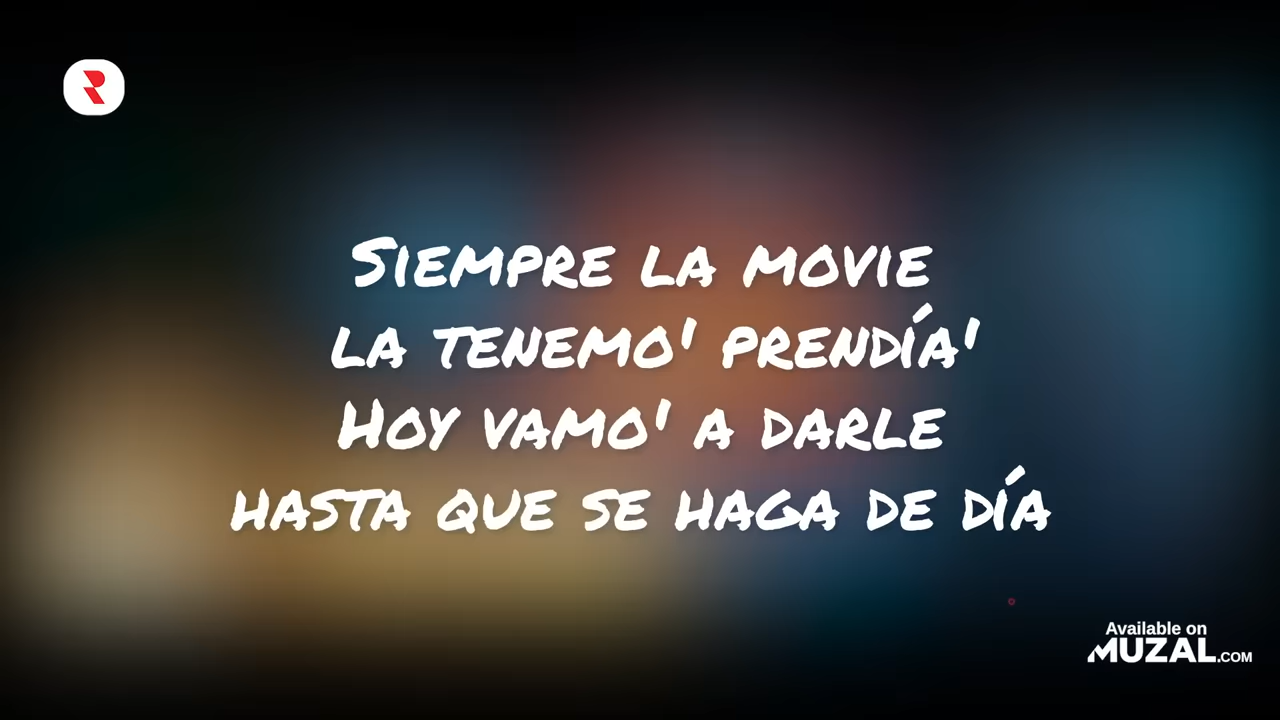 Siempre la movie
la tenemo' prendía'
Hoy vamo' a darle
hasta que se haga de día
Available on
MUZAL.COM